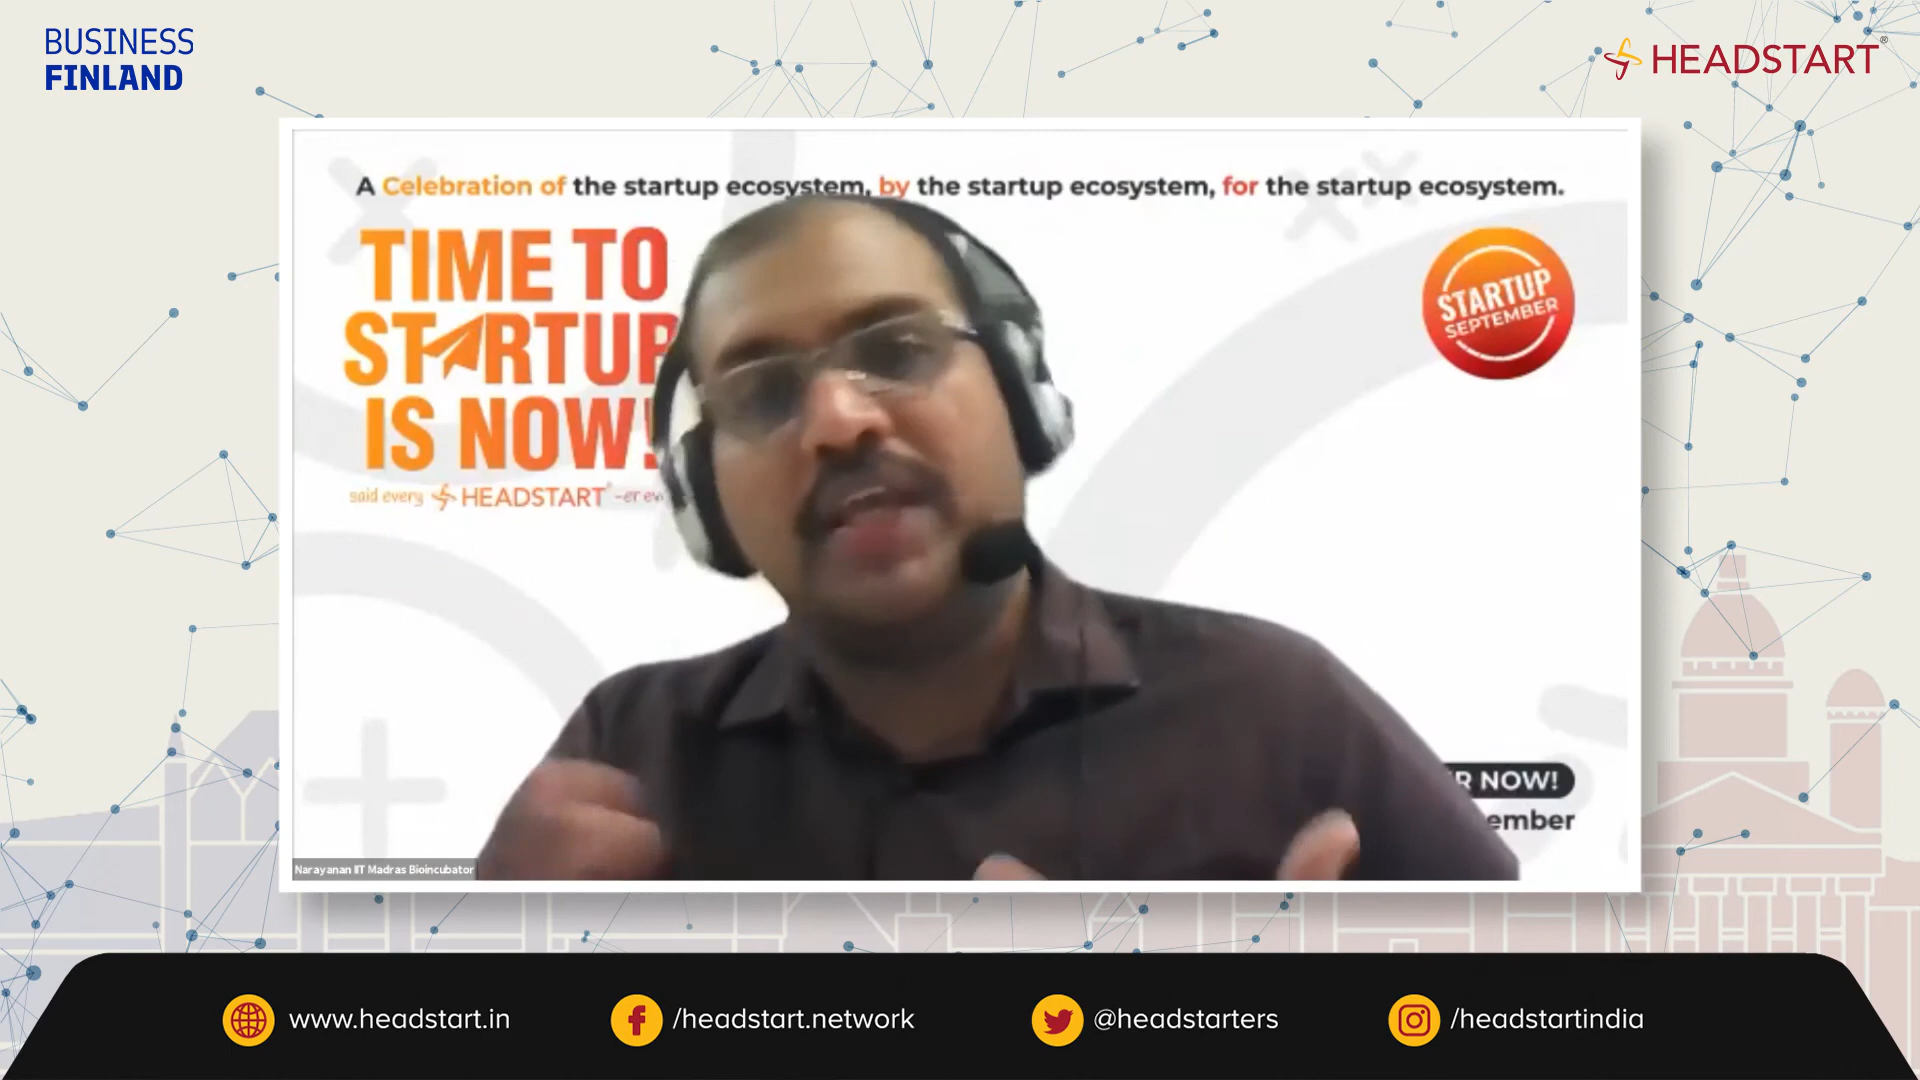 BUSINESS
FINLAND
HEADSTART®
A Celebration of the startup ecosystem, by the startup ecosystem, for the startup ecosystem.
TIME TO
STARTUP
IS NOW!
said every HEADSTART® -er
STARTUP
SEPTEMBER
R NOW!
ember
Narayanan IIT Madras Bioincubator
www.headstart.in
/headstart.network
@headstarters
/headstartindia